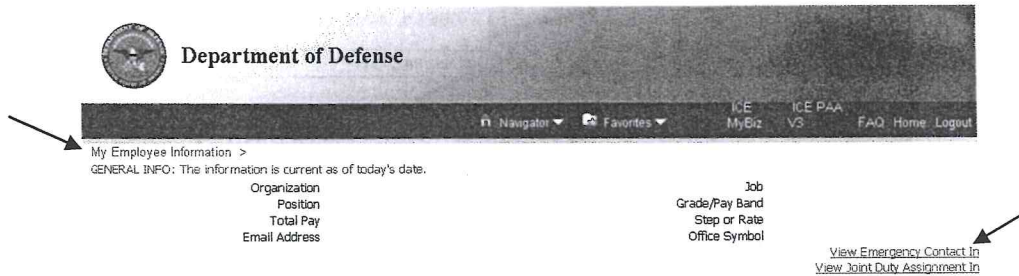 Department of Defense
Navigator Favorites ICE MyBiz ICE PAA V3 FAQ Home Logout
My Employee Information >
GENERAL INFO: The information is current as of today's date.
Organization Job
Position Grade/Pay Band
Total Pay Step or Rate
Email Address Office Symbol
View Emergency Contact In
View Joint Duty Assignment In